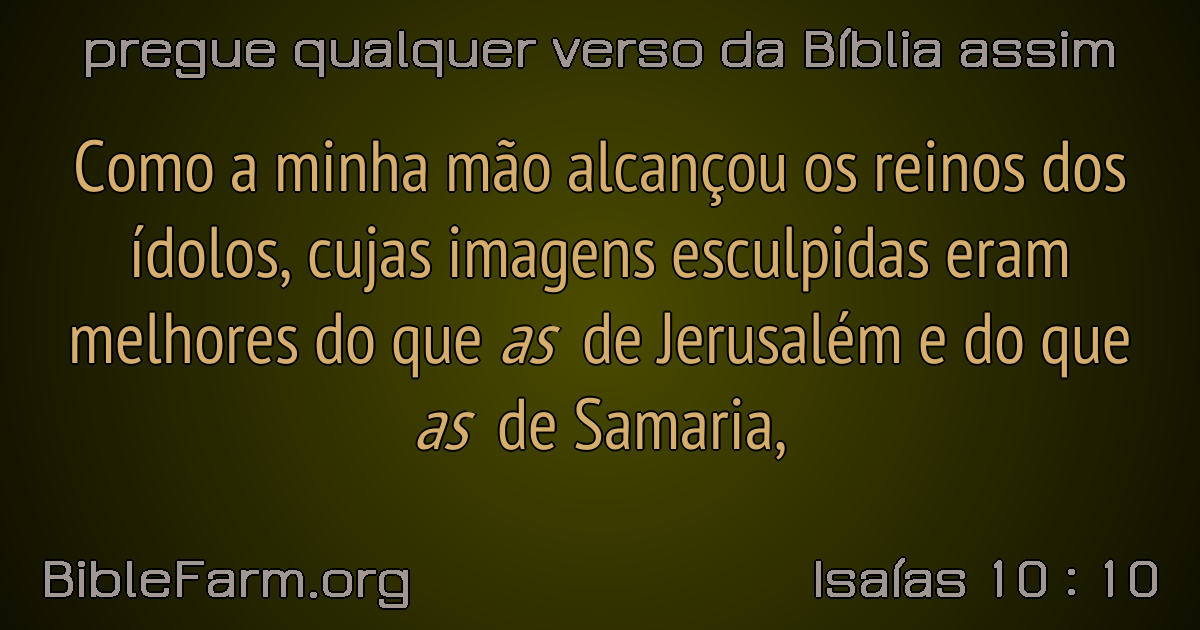 pregue qualquer verso da Bíblia assim
Como a minha mão alcançou os reinos dos
ídolos, cujas imagens esculpidas eram
melhores do que as de Jerusalém e do que
as de Samaria,
BibleFarm.org
Isaías 10 : 10